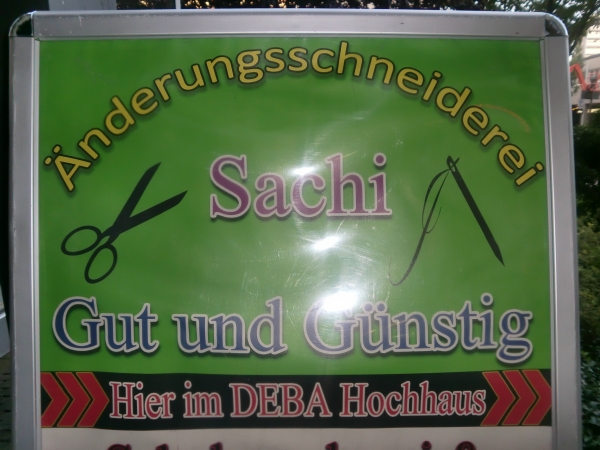 Änderungsschneiderei
Sachi
Gut und Günstig
Hier im DEBA Hochhaus